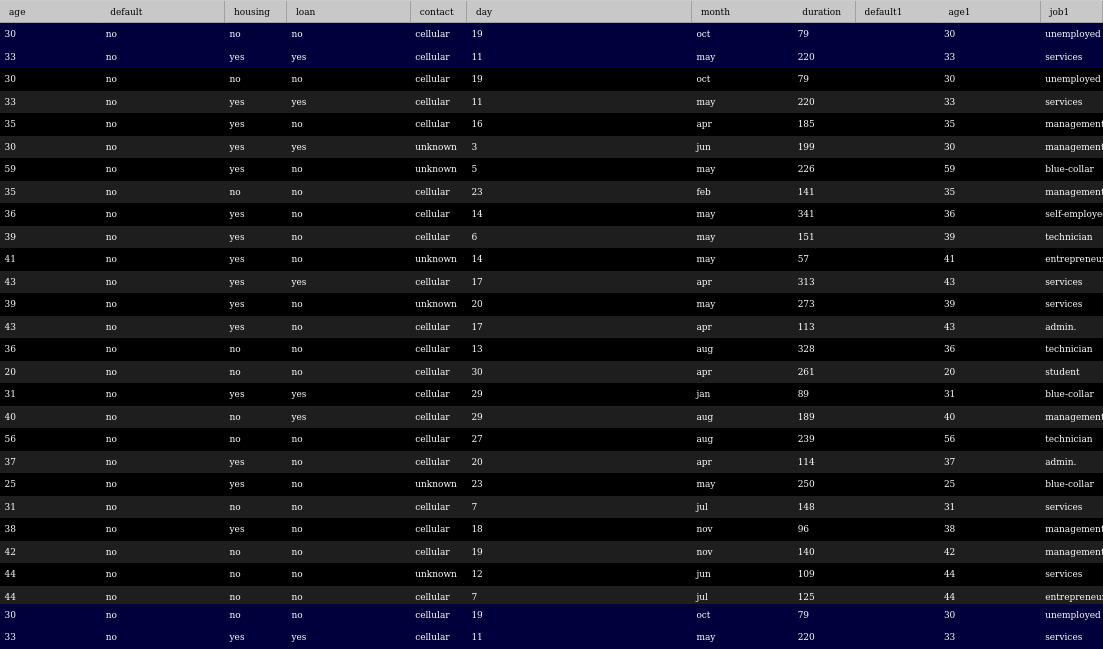 age default housing loan contact day month duration default1 age1 job1
30 no no no cellular 19 oct 79 30 unemployed
33 no yes yes cellular 11 may 220 33 services
30 no no no cellular 19 oct 79 30 unemployed
33 no yes yes cellular 11 may 220 33 services
35 no yes no cellular 16 apr 185 35 management
30 no yes yes unknown 3 jun 199 30 management
59 no yes no unknown 5 may 226 59 blue-collar
35 no no no cellular 23 feb 141 35 management
36 no yes no cellular 14 may 341 36 self-employe
39 no yes no cellular 6 may 151 39 technician
41 no yes no unknown 14 may 57 41 entrepreneu
43 no yes yes cellular 17 apr 313 43 services
39 no yes no unknown 20 may 273 39 services
43 no yes no cellular 17 apr 113 43 admin.
36 no no no cellular 13 aug 328 36 technician
20 no no no cellular 30 apr 261 20 student
31 no yes yes cellular 29 jan 89 31 blue-collar
40 no no yes cellular 29 aug 189 40 management
56 no no no cellular 27 aug 239 56 technician
37 no yes no cellular 20 apr 114 37 admin.
25 no yes no unknown 23 may 250 25 blue-collar
31 no no no cellular 7 jul 148 31 services
38 no yes no cellular 18 nov 96 38 management
42 no no no cellular 19 nov 140 42 management
44 no no no unknown 12 jun 109 44 services
44 no no no cellular 7 jul 125 44 entrepreneu
30 no no no cellular 19 oct 79 30 unemployed
33 no yes yes cellular 11 may 220 33 services